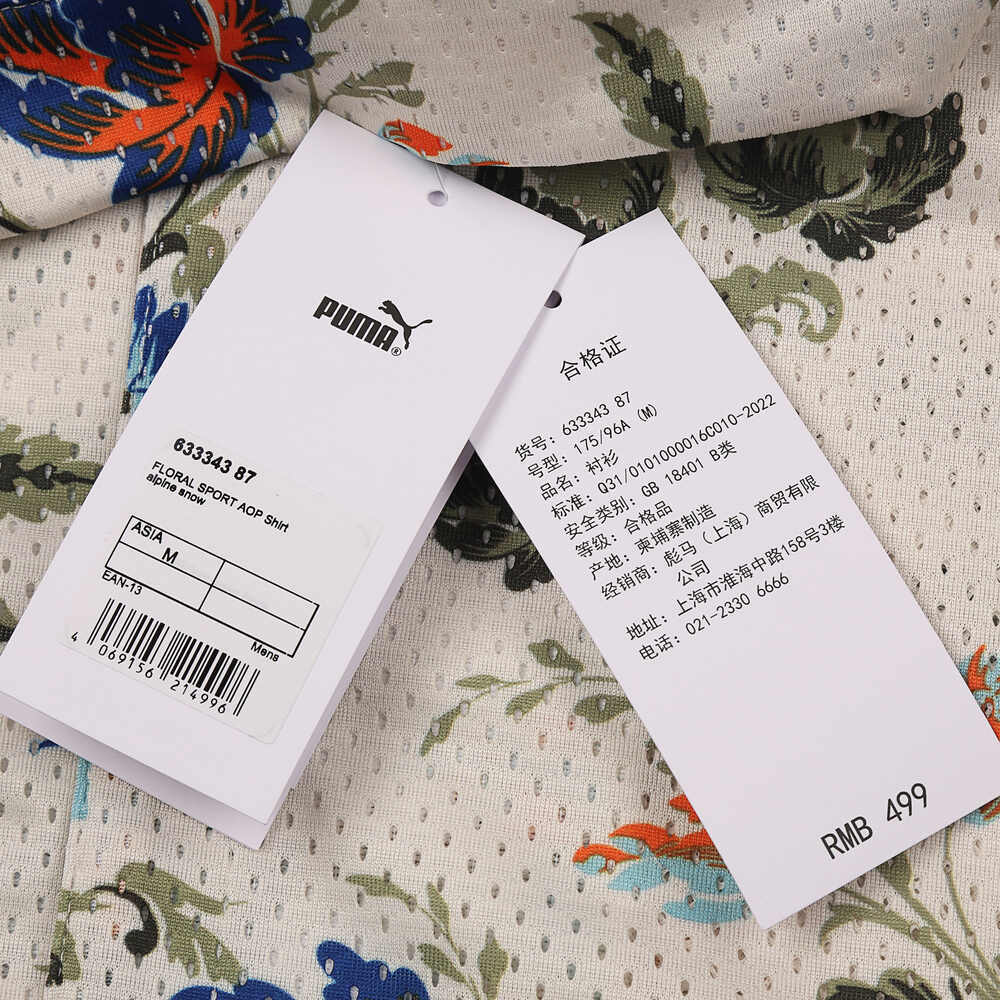 PUMA®
633343 87
FLORAL SPORT AOP Shirt
alpine snow
ASIA
M
EAN-13
Mens
4 069156 214996
合格证
货号: 633343 87
号型: 175/96A (M)
品名: 衬衫
标准: Q31/0101000016C010-2022
安全类别: GB 18401 B类
等级: 合格品
产地: 柬埔寨制造
经销商: 彪马（上海）商贸有限
公司
地址: 上海市淮海中路158号3楼
电话: 021-2330 6666
RMB 499